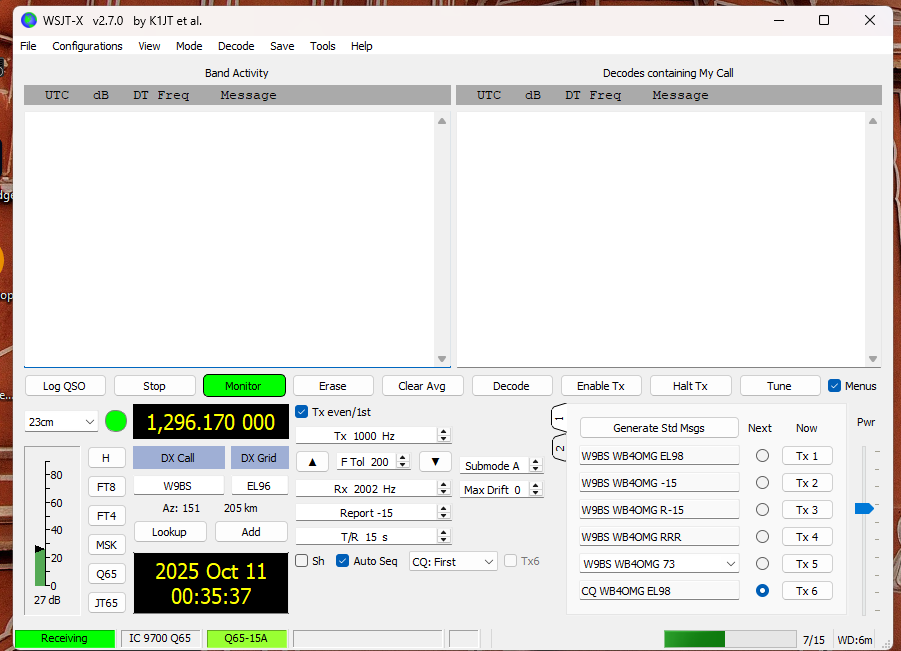 WSJT-X v2.7.0 by K1JT et al.
File Configurations View Mode Decode Save Tools Help
Band Activity
Decodes containing My Call
UTC dB DT Freq Message
UTC dB DT Freq Message
Log QSO Stop Monitor Erase Clear Avg Decode Enable Tx Halt Tx Tune Menus
23cm
1,296.170 000
Tx even/1st
Tx 1000 Hz
F Tol 200
Submode A
Rx 2002 Hz
Max Drift 0
Report -15
T/R 15 s
Sh Auto Seq CQ: First Tx6
H
FT8
FT4
MSK
Q65
JT65
DX Call DX Grid
W9BS EL96
Az: 151 205 km
Lookup Add
2025 Oct 11
00:35:37
80
60
40
20
0
27 dB
1
2
Generate Std Msgs Next Now
Pwr
W9BS WB4OMG EL98 Tx 1
W9BS WB4OMG -15 Tx 2
W9BS WB4OMG R-15 Tx 3
W9BS WB4OMG RRR Tx 4
W9BS WB4OMG 73 Tx 5
CQ WB4OMG EL98 Tx 6
Receiving IC 9700 Q65 Q65-15A 7/15 WD:6m